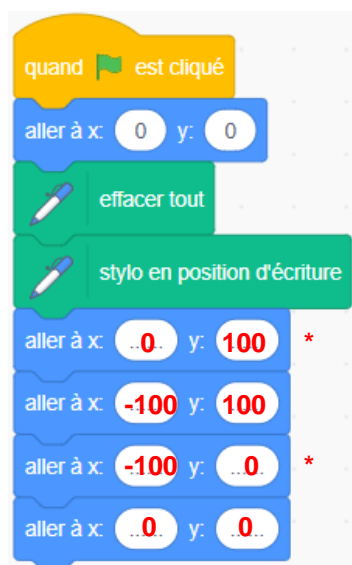 quand est cliqué
aller à x: 0 y: 0
effacer tout
stylo en position d'écriture
aller à x: 0 y: 100 *
aller à x: -100 y: 100
aller à x: -100 y: 0 *
aller à x: 0 y: 0